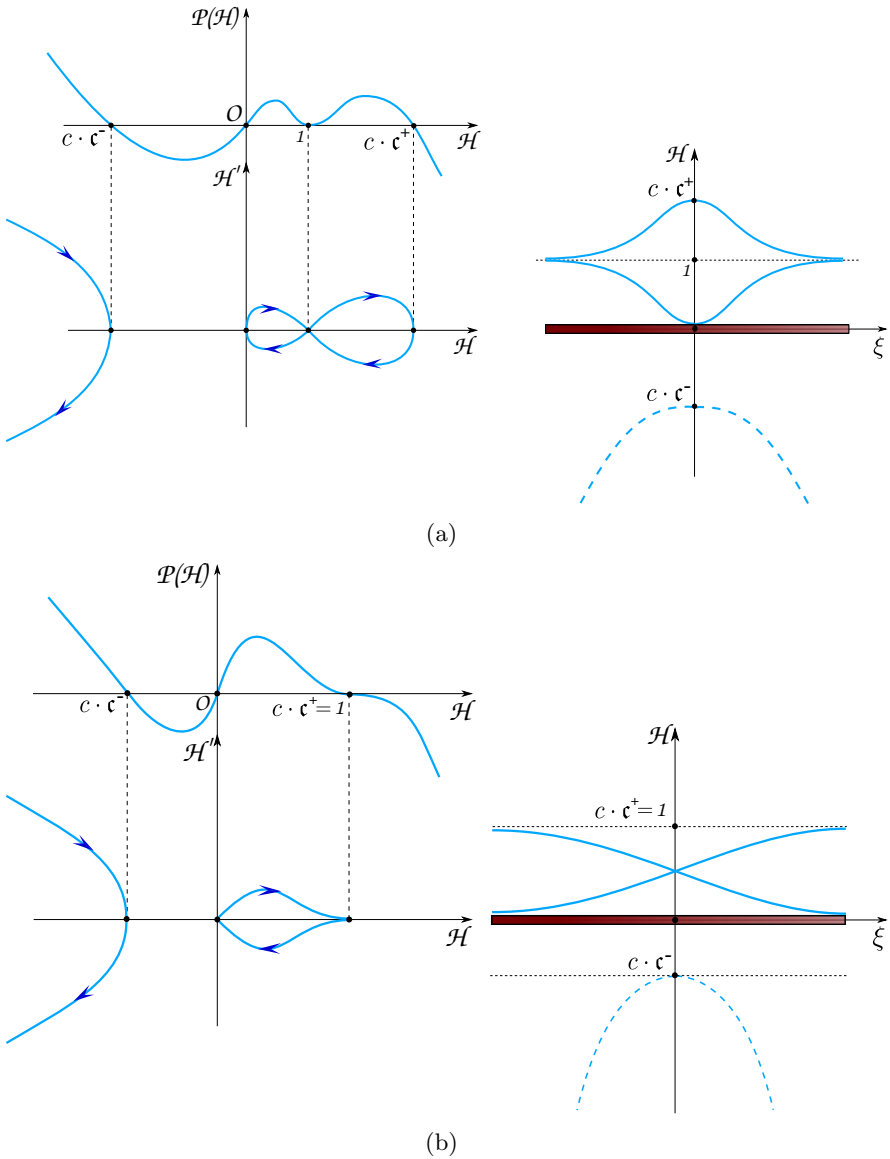 P(H)
O
c · 𝔠⁻
1
c · 𝔠⁺
H
H'
H
H
c · 𝔠⁺
1
ξ
c · 𝔠⁻
(a)
P(H)
c · 𝔠⁻
O
c · 𝔠⁺=1
H
H'
H
H
c · 𝔠⁺=1
ξ
c · 𝔠⁻
(b)